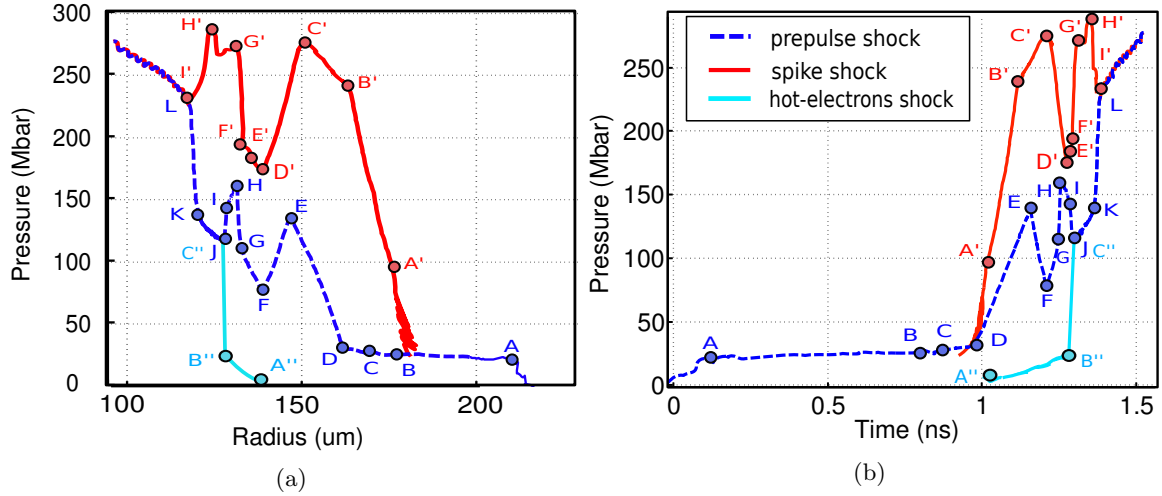 300
250
200
150
100
50
0
Pressure (Mbar)
100
150
200
Radius (um)
H'
G'
C'
I'
L
B'
F'
E'
D'
H
I
E
K
G
J
C''
A'
F
B''
A''
D
C
B
A
(a)
prepulse shock
spike shock
hot-electrons shock
250
200
150
100
50
0
Pressure (Mbar)
0
0.5
1
1.5
Time (ns)
H'
G'
C'
I'
B'
L
F'
E'
D'
H
I
E
K
A'
G
J
C''
F
A
B
C
D
A''
B''
(b)